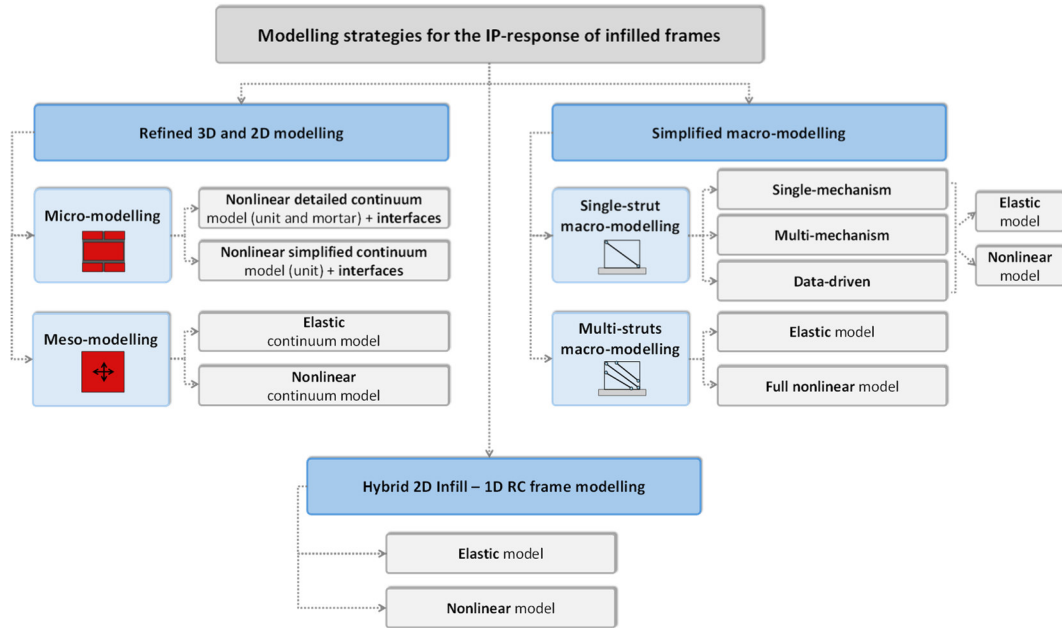 Modelling strategies for the IP-response of infilled frames
Refined 3D and 2D modelling
Micro-modelling
Nonlinear detailed continuum
model (unit and mortar) + interfaces
Nonlinear simplified continuum
model (unit) + interfaces
Meso-modelling
Elastic
continuum model
Nonlinear
continuum model
Simplified macro-modelling
Single-strut
macro-modelling
Single-mechanism
Multi-mechanism
Data-driven
Elastic
model
Nonlinear
model
Multi-struts
macro-modelling
Elastic model
Full nonlinear model
Hybrid 2D Infill – 1D RC frame modelling
Elastic model
Nonlinear model